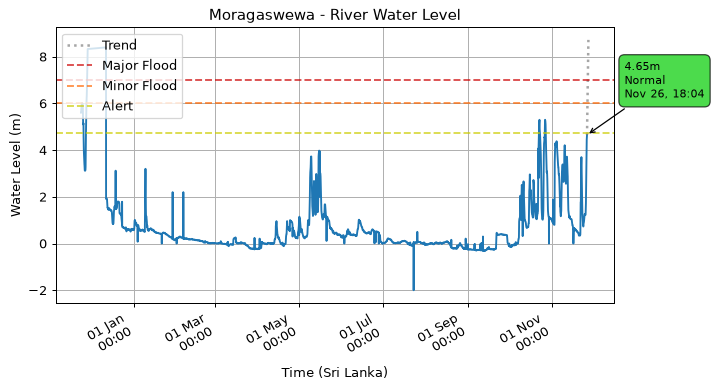 Moragaswewa - River Water Level
Trend
Major Flood
Minor Flood
Alert
4.65m
Normal
Nov 26, 18:04
Water Level (m)
8
6
4
2
0
−2
01 Jan
00:00
01 Mar
00:00
01 May
00:00
01 Jul
00:00
01 Sep
00:00
01 Nov
00:00
Time (Sri Lanka)